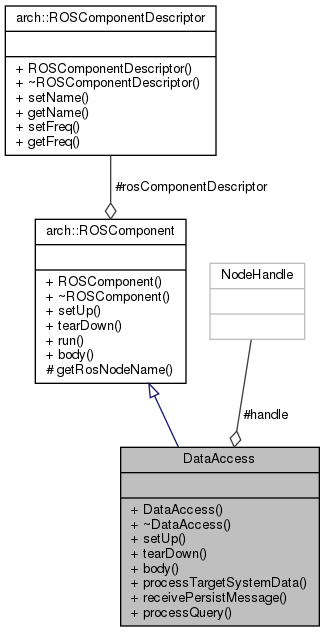 arch::ROSComponentDescriptor
+ ROSComponentDescriptor()
+ ~ROSComponentDescriptor()
+ setName()
+ getName()
+ setFreq()
+ getFreq()
#rosComponentDescriptor
arch::ROSComponent
+ ROSComponent()
+ ~ROSComponent()
+ setUp()
+ tearDown()
+ run()
+ body()
# getRosNodeName()
NodeHandle
#handle
DataAccess
+ DataAccess()
+ ~DataAccess()
+ setUp()
+ tearDown()
+ body()
+ processTargetSystemData()
+ receivePersistMessage()
+ processQuery()